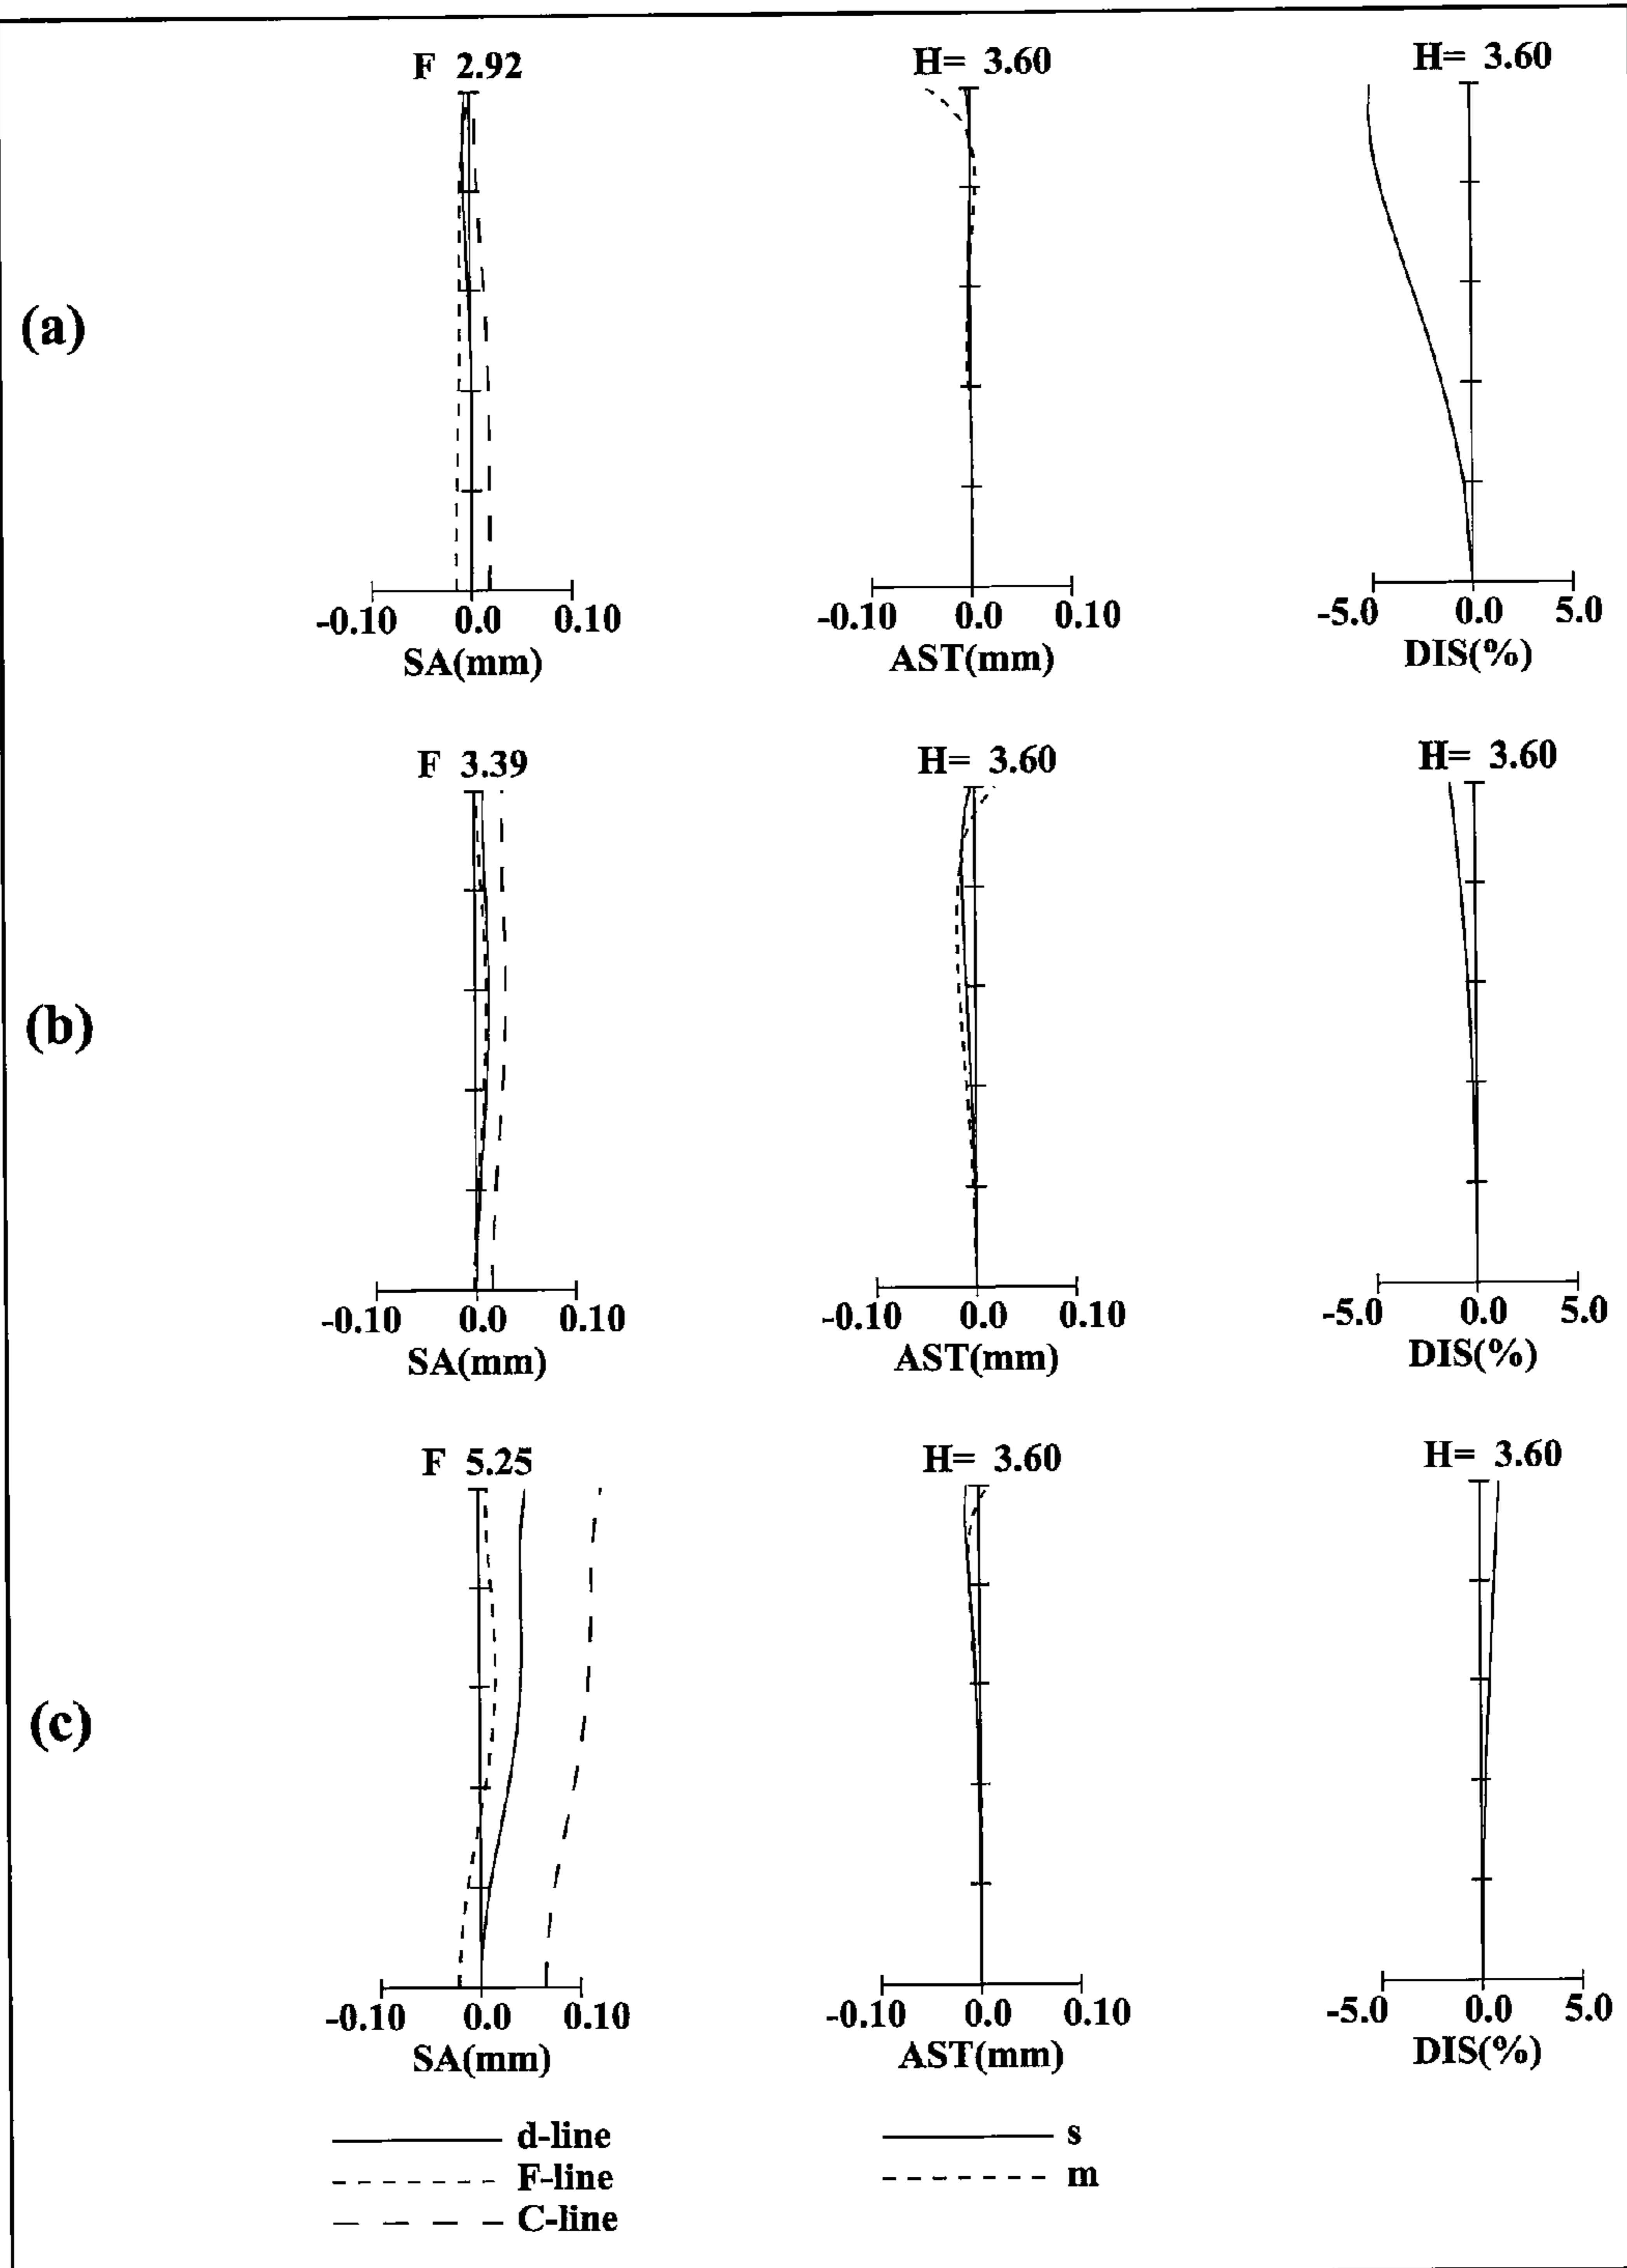 F 2.92 H= 3.60 H= 3.60
(a)
-0.10 0.0 0.10 -0.10 0.0 0.10 -5.0 0.0 5.0
SA(mm) AST(mm) DIS(%)
F 3.39 H= 3.60 H= 3.60
(b)
-0.10 0.0 0.10 -0.10 0.0 0.10 -5.0 0.0 5.0
SA(mm) AST(mm) DIS(%)
F 5.25 H= 3.60 H= 3.60
(c)
-0.10 0.0 0.10 -0.10 0.0 0.10 -5.0 0.0 5.0
SA(mm) AST(mm) DIS(%)
d-line s
F-line m
C-line